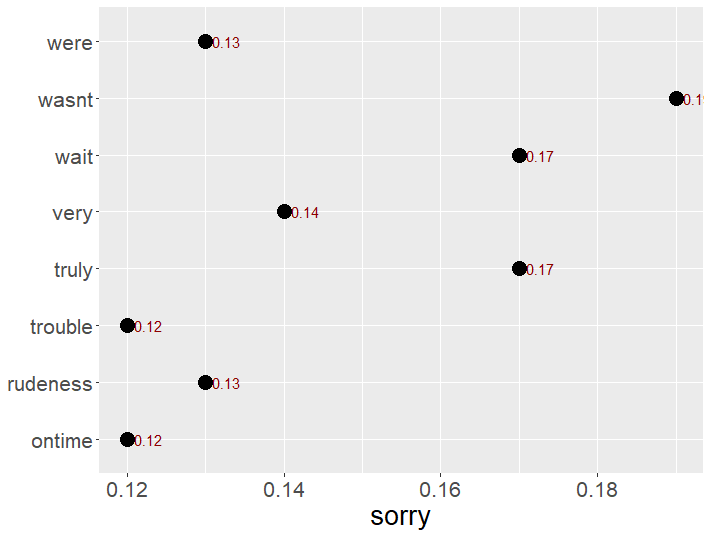 were 0.13
wasnt
wait 0.17
very 0.14
truly 0.17
trouble 0.12
rudeness 0.13
ontime 0.12
0.12 0.14 0.16 0.18
sorry